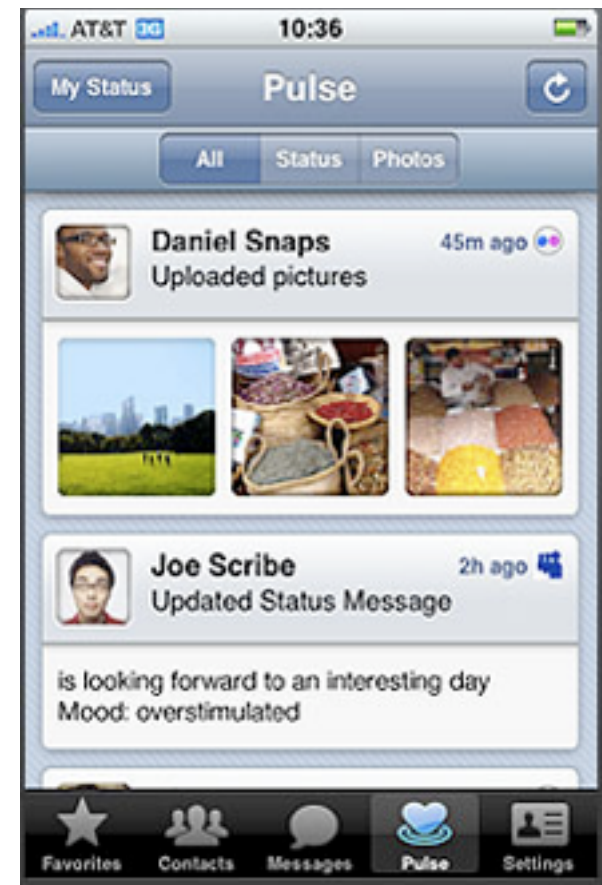 AT&T 3G 10:36
My Status Pulse
All Status Photos
Daniel Snaps 45m ago
Uploaded pictures
Joe Scribe 2h ago
Updated Status Message
is looking forward to an interesting day
Mood: overstimulated
Favorites Contacts Messages Pulse Settings